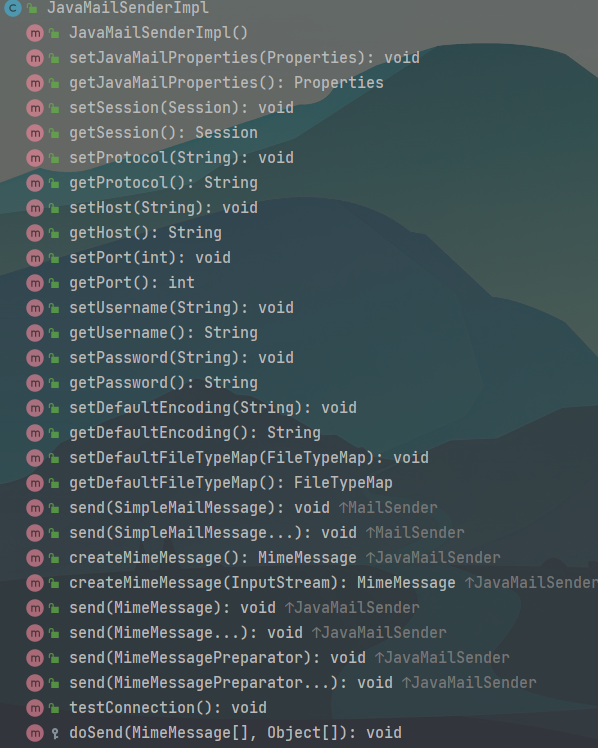 JavaMailSenderImpl
JavaMailSenderImpl()
setJavaMailProperties(Properties): void
getJavaMailProperties(): Properties
setSession(Session): void
getSession(): Session
setProtocol(String): void
getProtocol(): String
setHost(String): void
getHost(): String
setPort(int): void
getPort(): int
setUsername(String): void
getUsername(): String
setPassword(String): void
getPassword(): String
setDefaultEncoding(String): void
getDefaultEncoding(): String
setDefaultFileTypeMap(FileTypeMap): void
getDefaultFileTypeMap(): FileTypeMap
send(SimpleMailMessage): void ↑MailSender
send(SimpleMailMessage...): void ↑MailSender
createMimeMessage(): MimeMessage ↑JavaMailSender
createMimeMessage(InputStream): MimeMessage ↑JavaMailSender
send(MimeMessage): void ↑JavaMailSender
send(MimeMessage...): void ↑JavaMailSender
send(MimeMessagePreparator): void ↑JavaMailSender
send(MimeMessagePreparator...): void ↑JavaMailSender
testConnection(): void
doSend(MimeMessage[], Object[]): void